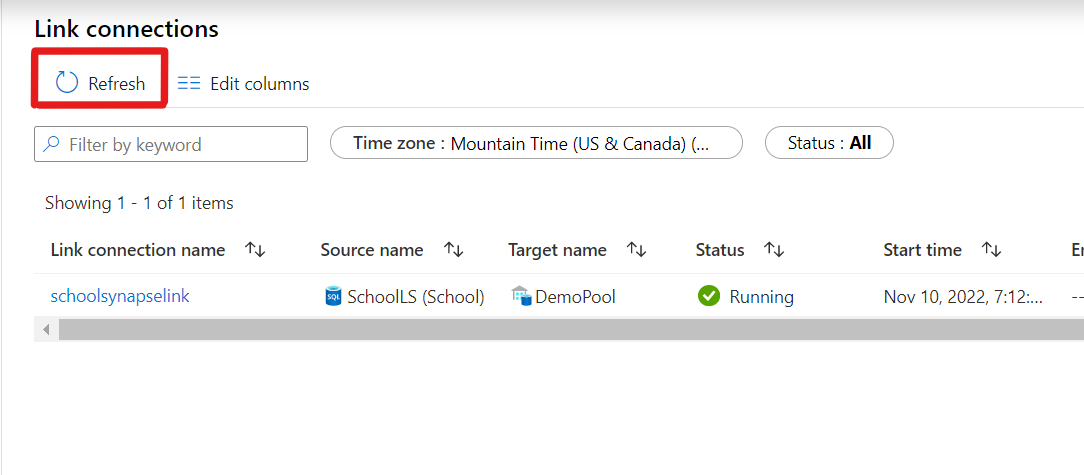 Link connections
Refresh Edit columns
Filter by keyword Time zone : Mountain Time (US & Canada) (... Status : All
Showing 1 - 1 of 1 items
Link connection name Source name Target name Status Start time
schoolsynapselink SQL SchoolLS (School) DemoPool Running Nov 10, 2022, 7:12:... --